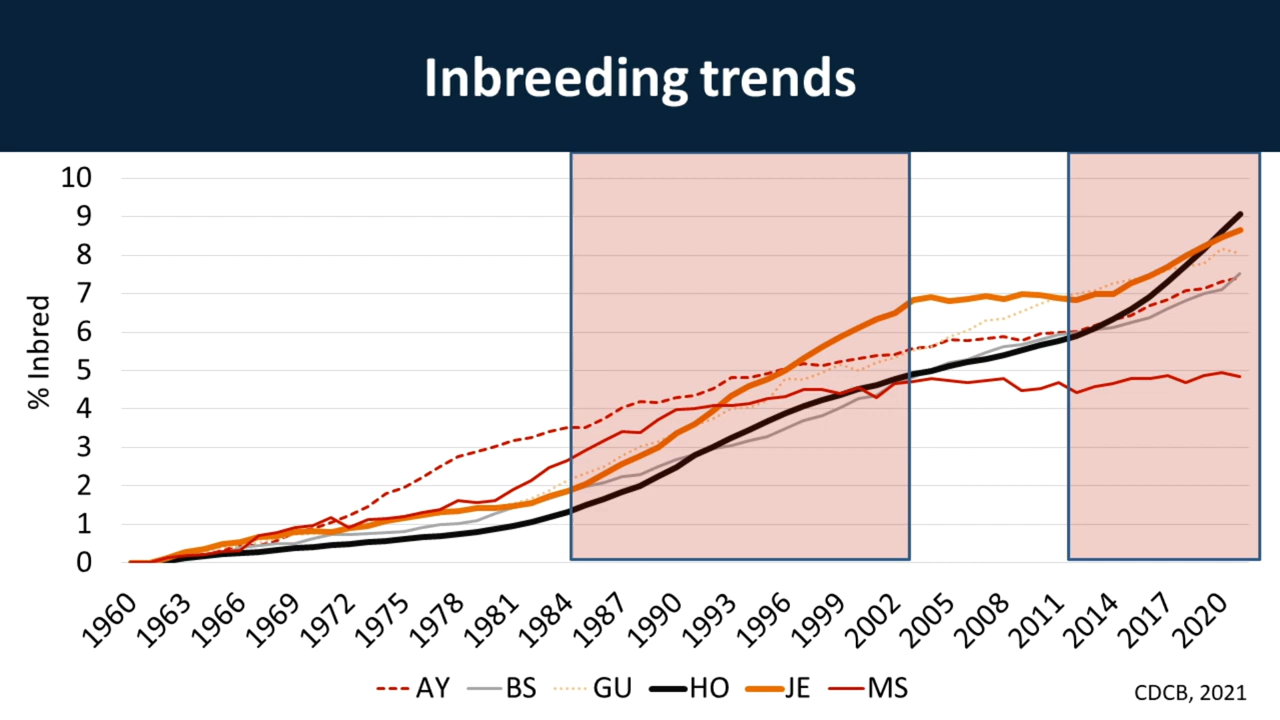 Inbreeding trends
% Inbred
10
9
8
7
6
5
4
3
2
1
0
1960 1963 1966 1969 1972 1975 1978 1981 1984 1987 1990 1993 1996 1999 2002 2005 2008 2011 2014 2017 2020
AY BS GU HO JE MS
CDCB, 2021